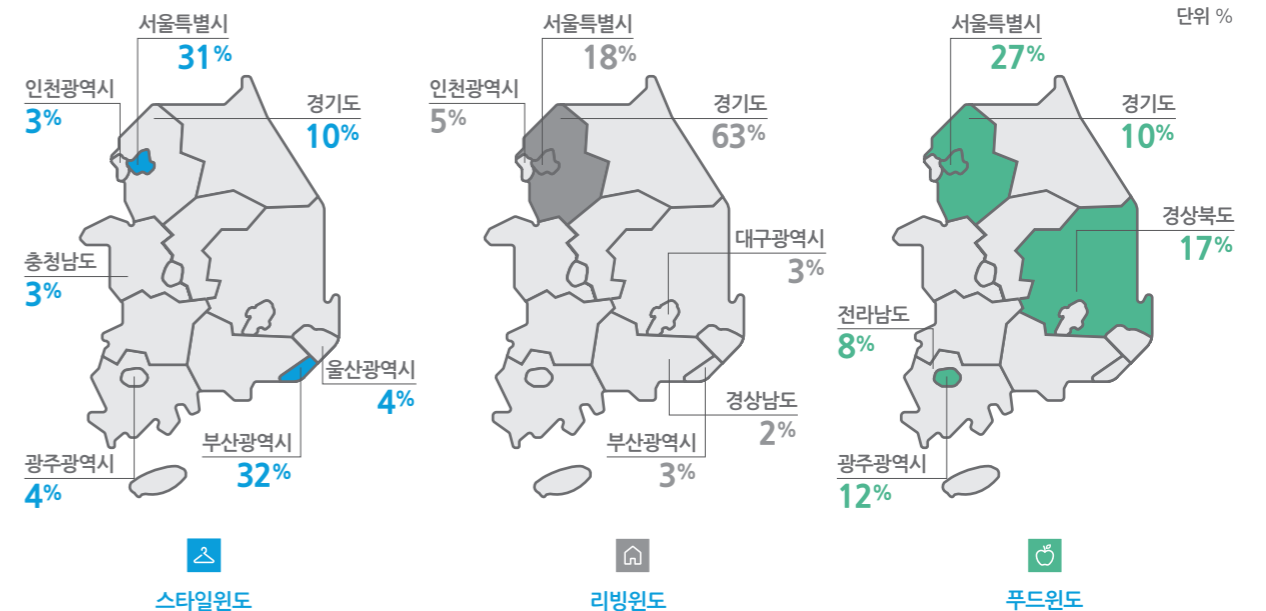 단위 %
서울특별시
31%
인천광역시
3%
경기도
10%
충청남도
3%
울산광역시
4%
부산광역시
32%
광주광역시
4%
스타일윈도
서울특별시
18%
인천광역시
5%
경기도
63%
대구광역시
3%
경상남도
2%
부산광역시
3%
리빙윈도
서울특별시
27%
경기도
10%
경상북도
17%
전라남도
8%
광주광역시
12%
푸드윈도